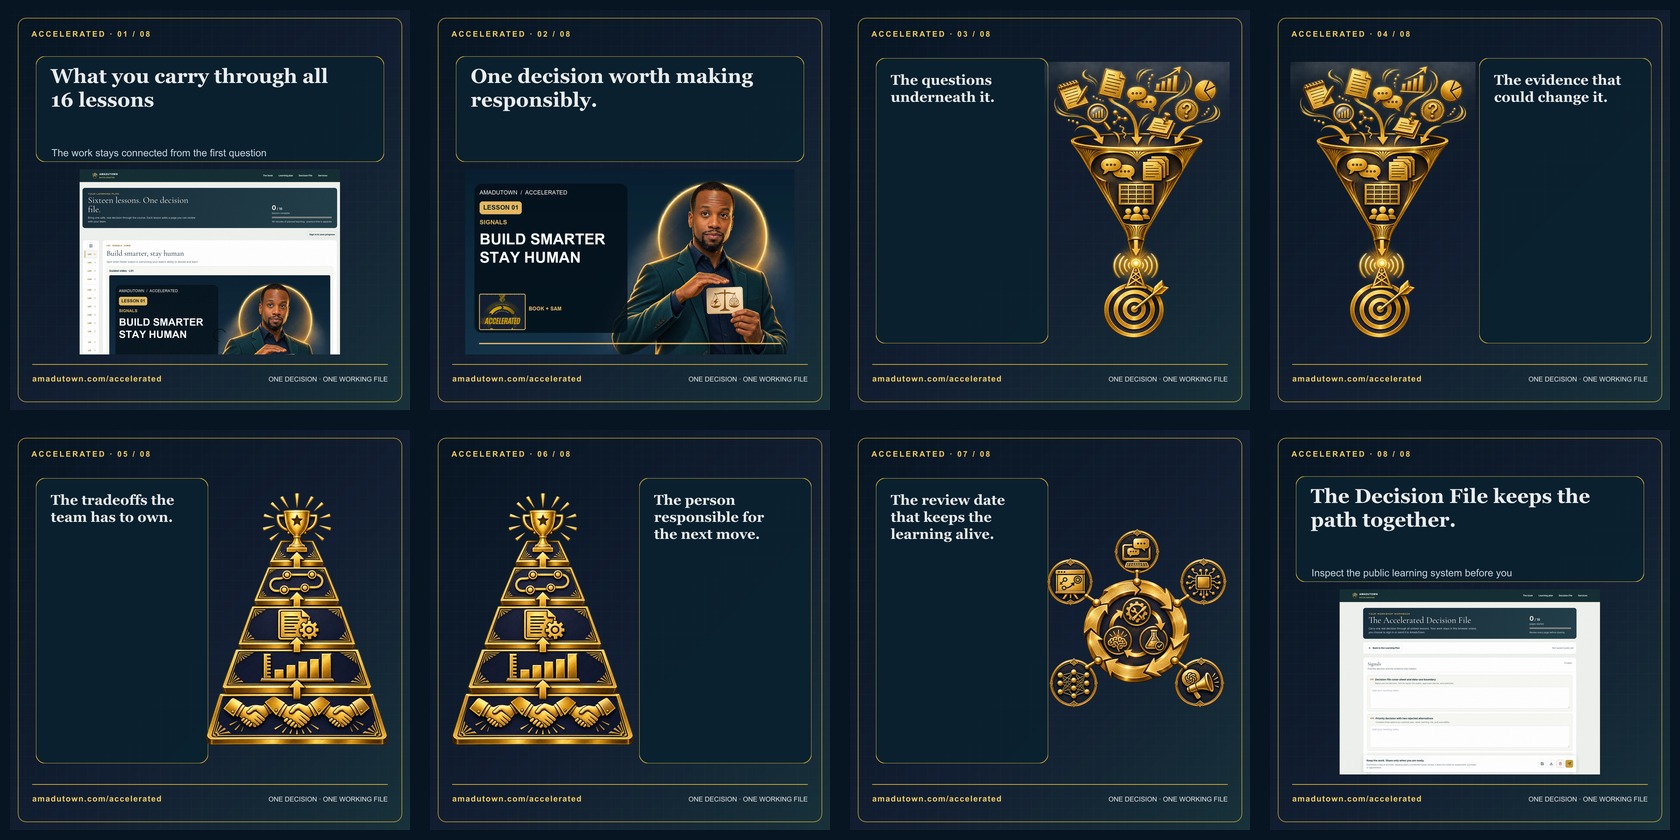 ACCELERATED · 01 / 08
What you carry through all
16 lessons
The work stays connected from the first question
AMADUTOWN
Sixteen lessons. One decision
file.
0 / 16
Build smarter, stay human
AMADUTOWN / ACCELERATED
LESSON 01
SIGNALS
BUILD SMARTER
STAY HUMAN
amadutown.com/accelerated
ONE DECISION · ONE WORKING FILE
ACCELERATED · 02 / 08
One decision worth making
responsibly.
AMADUTOWN / ACCELERATED
LESSON 01
SIGNALS
BUILD SMARTER
STAY HUMAN
ACCELERATED
BOOK + SAM
amadutown.com/accelerated
ONE DECISION · ONE WORKING FILE
ACCELERATED · 03 / 08
The questions
underneath it.
amadutown.com/accelerated
ONE DECISION · ONE WORKING FILE
ACCELERATED · 04 / 08
The evidence that
could change it.
amadutown.com/accelerated
ONE DECISION · ONE WORKING FILE
ACCELERATED · 05 / 08
The tradeoffs the
team has to own.
amadutown.com/accelerated
ONE DECISION · ONE WORKING FILE
ACCELERATED · 06 / 08
The person
responsible for
the next move.
amadutown.com/accelerated
ONE DECISION · ONE WORKING FILE
ACCELERATED · 07 / 08
The review date
that keeps the
learning alive.
amadutown.com/accelerated
ONE DECISION · ONE WORKING FILE
ACCELERATED · 08 / 08
The Decision File keeps the
path together.
Inspect the public learning system before you
AMADUTOWN
The Accelerated Decision File
0 / 16
Signals
amadutown.com/accelerated
ONE DECISION · ONE WORKING FILE